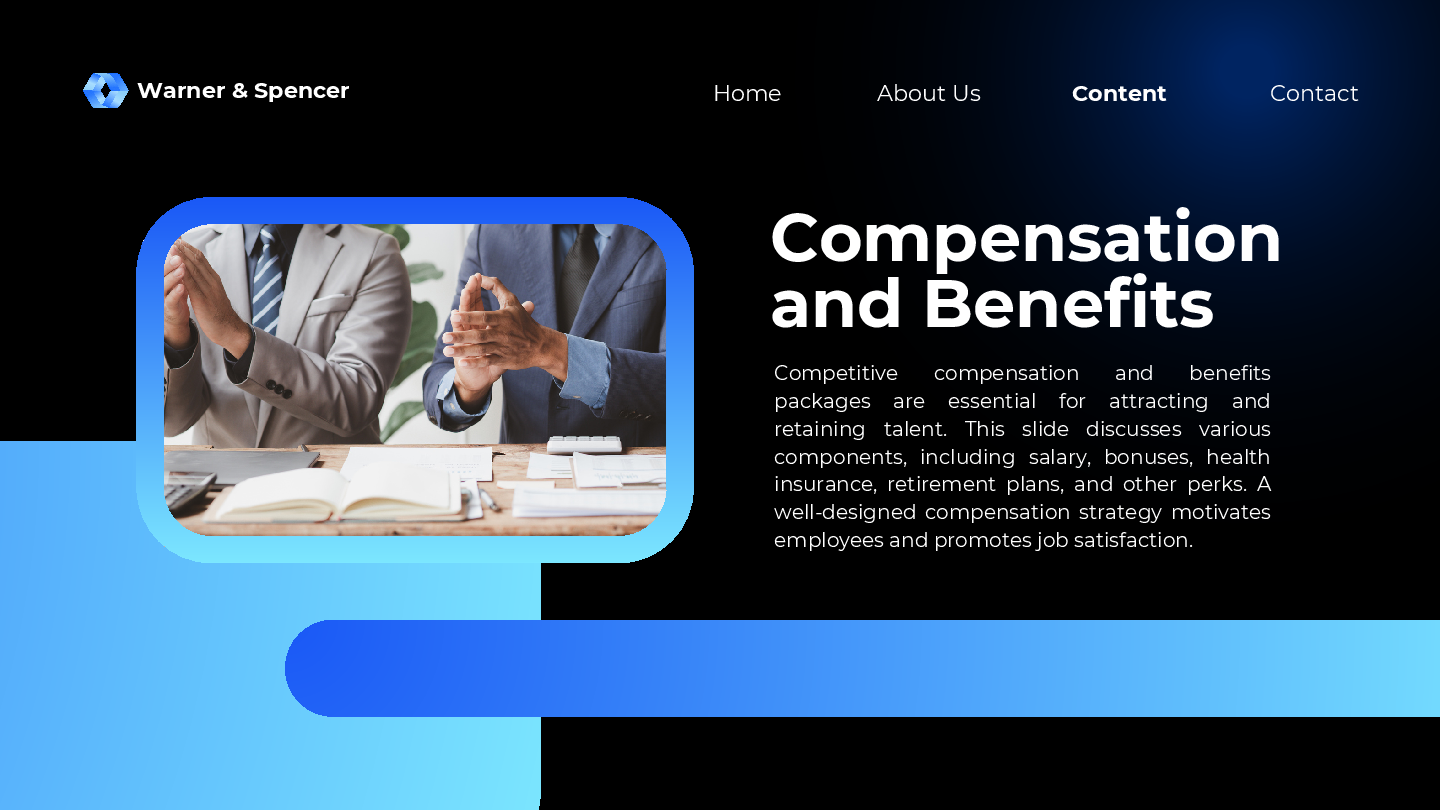 Warner & Spencer
Home About Us Content Contact
Compensation
and Benefits
Competitive compensation and benefits
packages are essential for attracting and
retaining talent. This slide discusses various
components, including salary, bonuses, health
insurance, retirement plans, and other perks. A
well-designed compensation strategy motivates
employees and promotes job satisfaction.